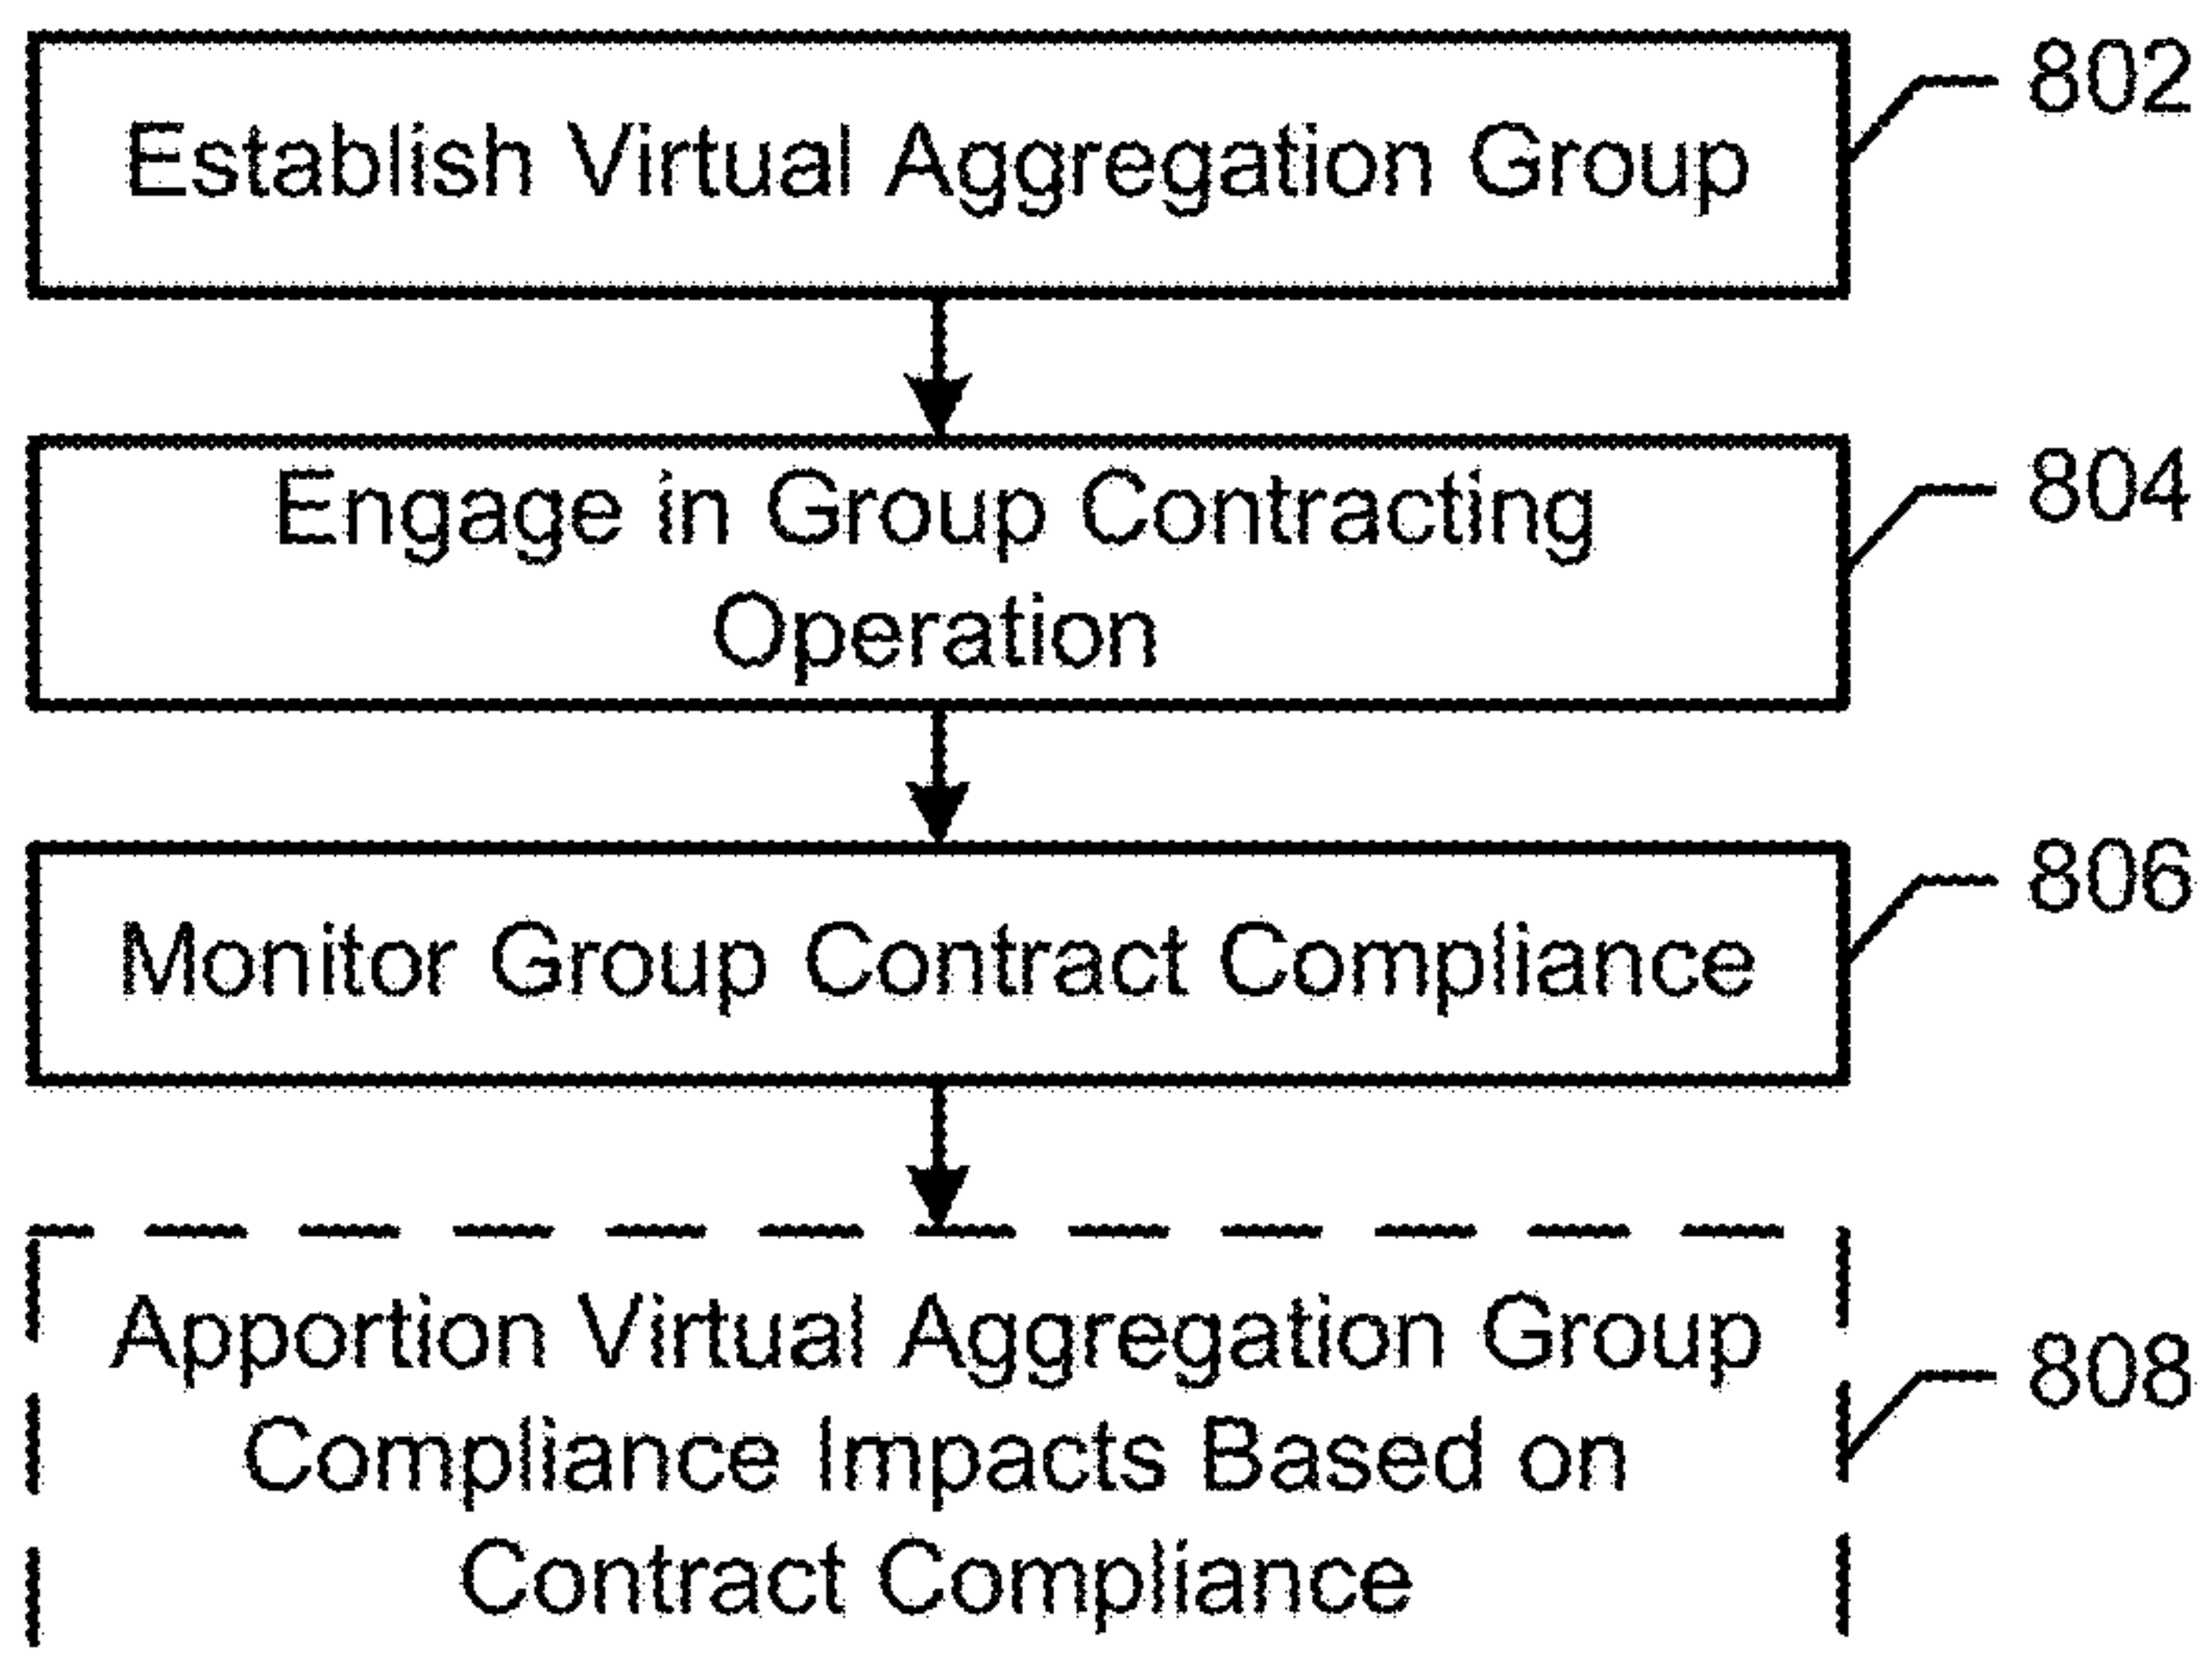 Establish Virtual Aggregation Group
802
Engage in Group Contracting
Operation
804
Monitor Group Contract Compliance
806
Apportion Virtual Aggregation Group
Compliance Impacts Based on
Contract Compliance
808